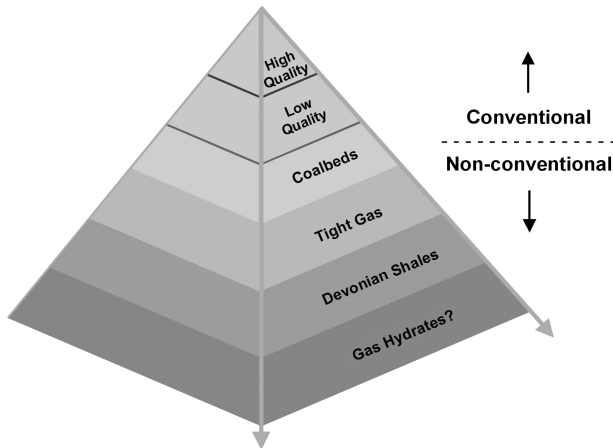 High
Quality
Low
Quality
Coalbeds
Tight Gas
Devonian Shales
Gas Hydrates?
Conventional
Non-conventional